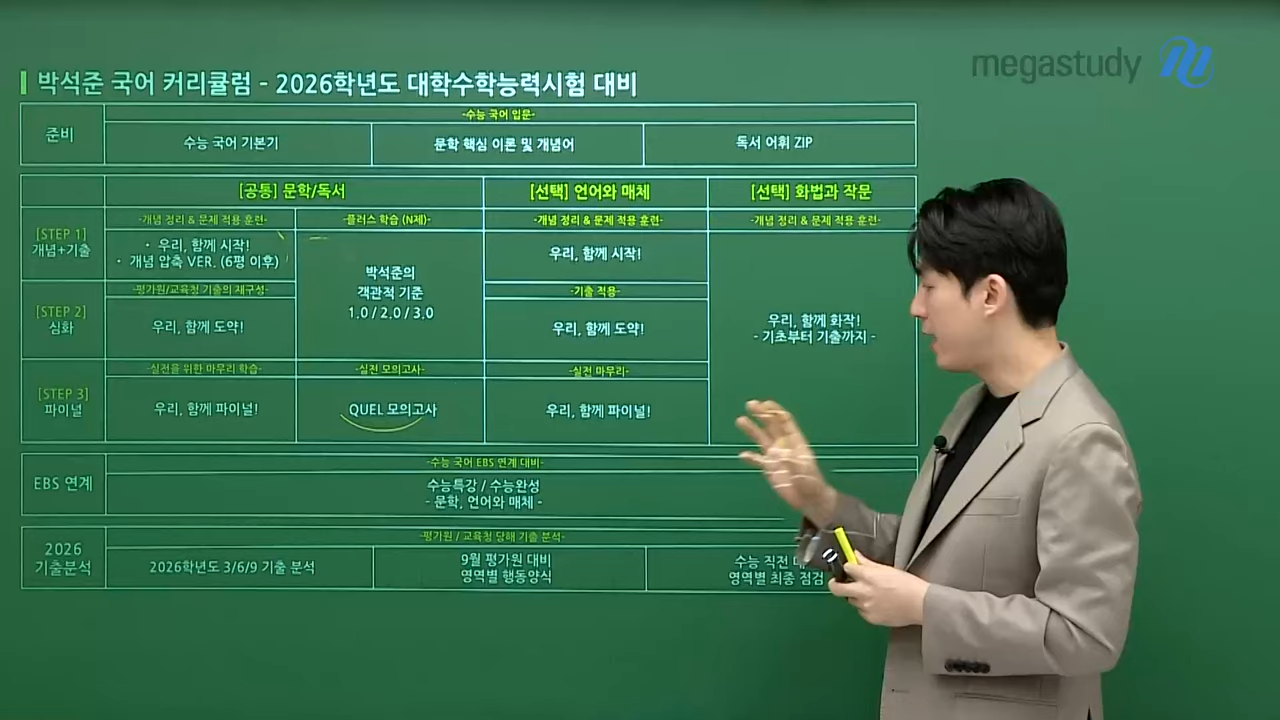 megastudy
박석준 국어 커리큘럼 - 2026학년도 대학수학능력시험 대비
준비
-수능 국어 입문-
수능 국어 기본기
문학 핵심 이론 및 개념어
독서 어휘 ZIP
[공통] 문학/독서
[선택] 언어와 매체
[선택] 화법과 작문
[STEP 1]
개념+기출
-개념 정리 & 문제 적용 훈련-
· 우리, 함께 시작!
· 개념 압축 VER. (6평 이후)
-플러스 학습 (N제)-
박석준의
객관적 기준
1.0 / 2.0 / 3.0
-개념 정리 & 문제 적용 훈련-
우리, 함께 시작!
-개념 정리 & 문제 적용 훈련-
우리, 함께 화작!
- 기초부터 기출까지 -
[STEP 2]
심화
-평가원/교육청 기출의 재구성-
우리, 함께 도약!
-기출 적용-
우리, 함께 도약!
[STEP 3]
파이널
-실전을 위한 마무리 학습-
우리, 함께 파이널!
-실전 모의고사-
QUEL 모의고사
-실전 마무리-
우리, 함께 파이널!
EBS 연계
-수능 국어 EBS 연계 대비-
수능특강 / 수능완성
- 문학, 언어와 매체 -
2026
기출분석
-평가원 / 교육청 당해 기출 분석-
2026학년도 3/6/9 기출 분석
9월 평가원 대비
영역별 행동양식
수능 직전
영역별 최종 점검